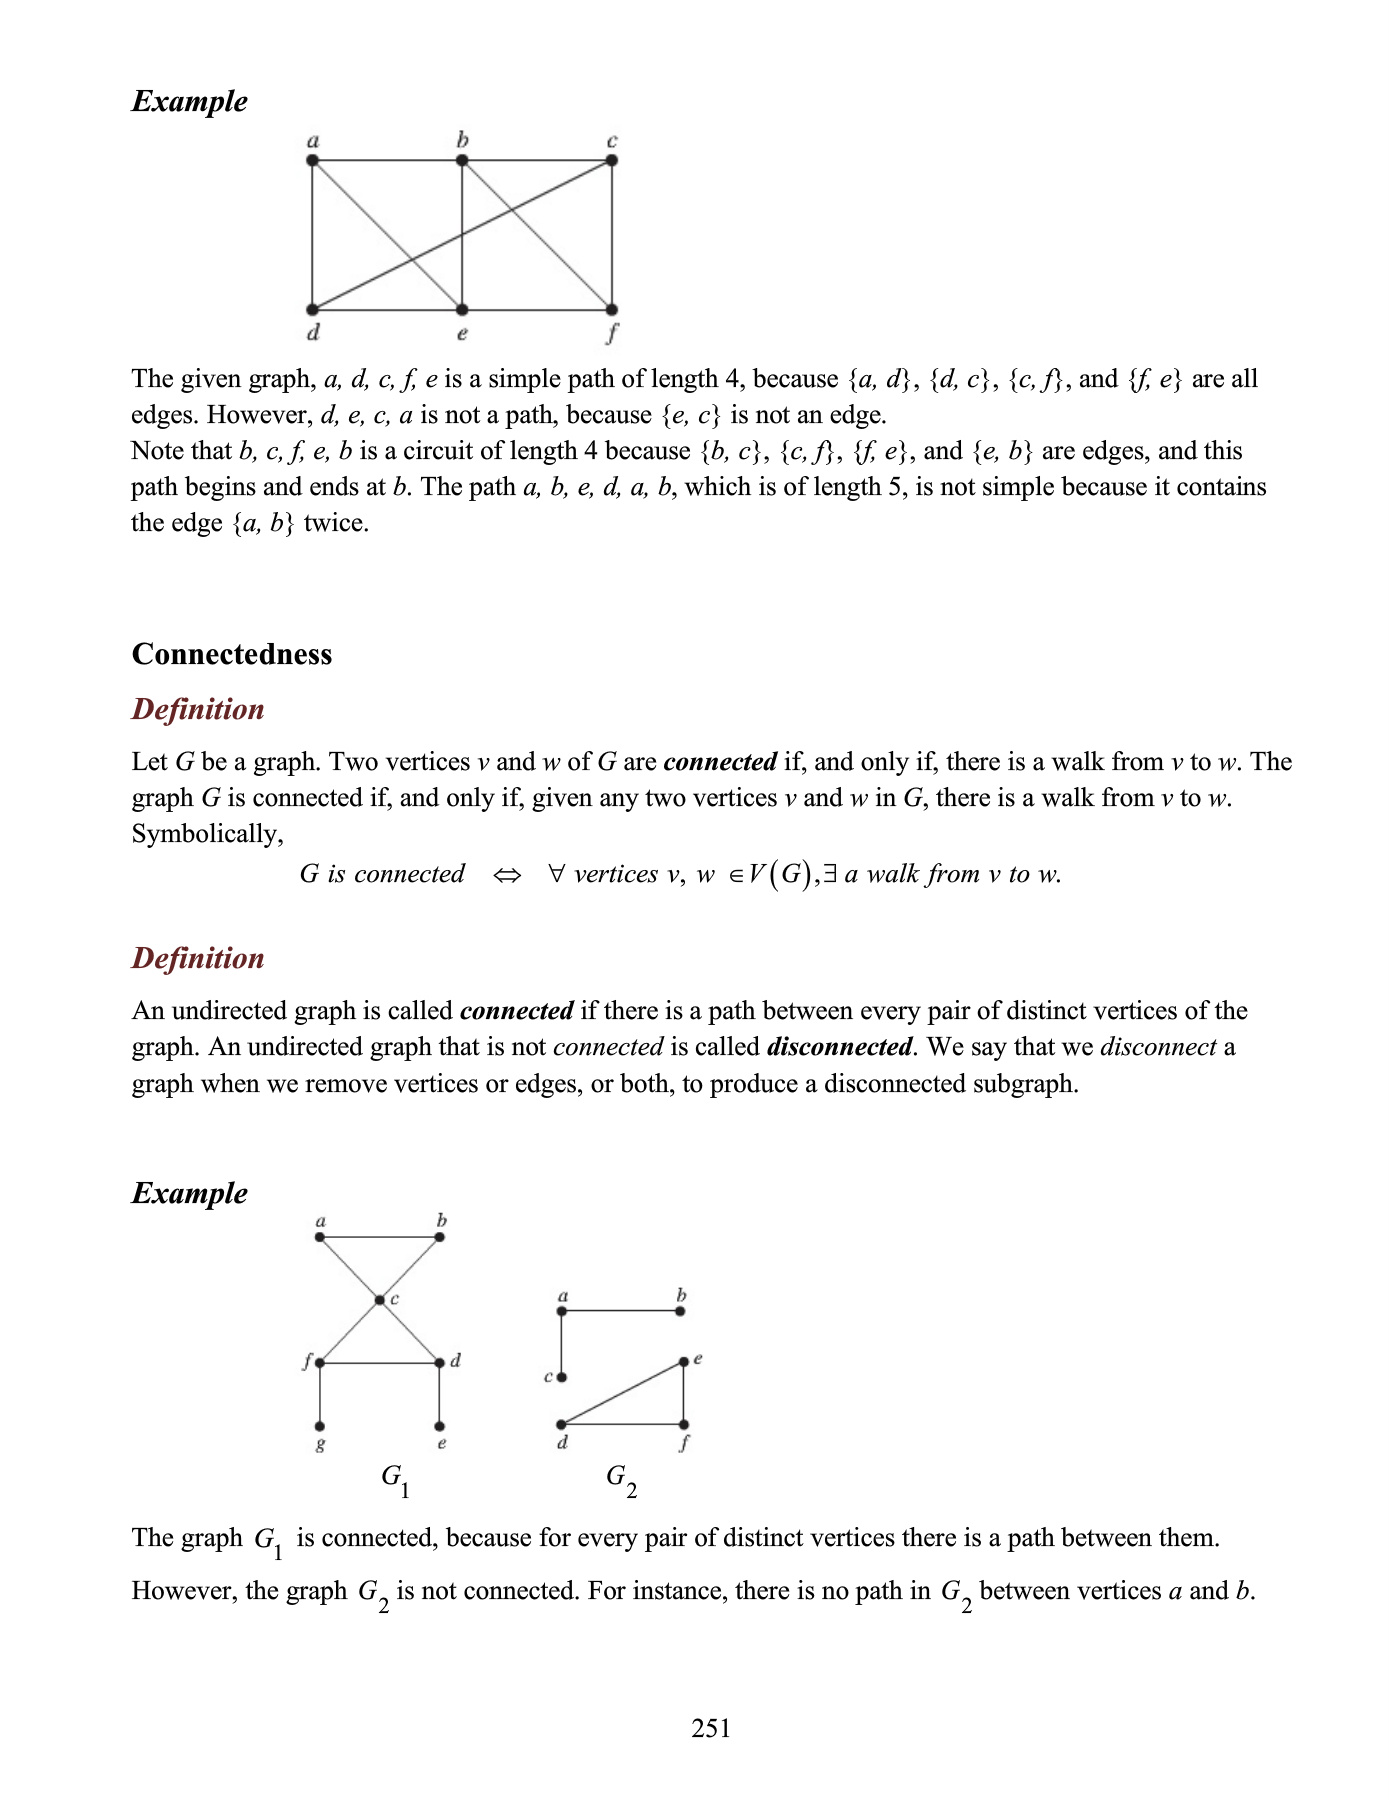 Example
a b c
d e f
The given graph, a, d, c, f, e is a simple path of length 4, because {a, d}, {d, c}, {c, f}, and {f, e} are all
edges. However, d, e, c, a is not a path, because {e, c} is not an edge.
Note that b, c, f, e, b is a circuit of length 4 because {b, c}, {c, f}, {f, e}, and {e, b} are edges, and this
path begins and ends at b. The path a, b, e, d, a, b, which is of length 5, is not simple because it contains
the edge {a, b} twice.
Connectedness
Definition
Let G be a graph. Two vertices v and w of G are connected if, and only if, there is a walk from v to w. The
graph G is connected if, and only if, given any two vertices v and w in G, there is a walk from v to w.
Symbolically,
G is connected ⇔ ∀ vertices v, w ∈V(G),∃ a walk from v to w.
Definition
An undirected graph is called connected if there is a path between every pair of distinct vertices of the
graph. An undirected graph that is not connected is called disconnected. We say that we disconnect a
graph when we remove vertices or edges, or both, to produce a disconnected subgraph.
Example
a b
c
a b
f d
e
c
g e
d f
G₁ G₂
The graph G₁ is connected, because for every pair of distinct vertices there is a path between them.
However, the graph G₂ is not connected. For instance, there is no path in G₂ between vertices a and b.
251